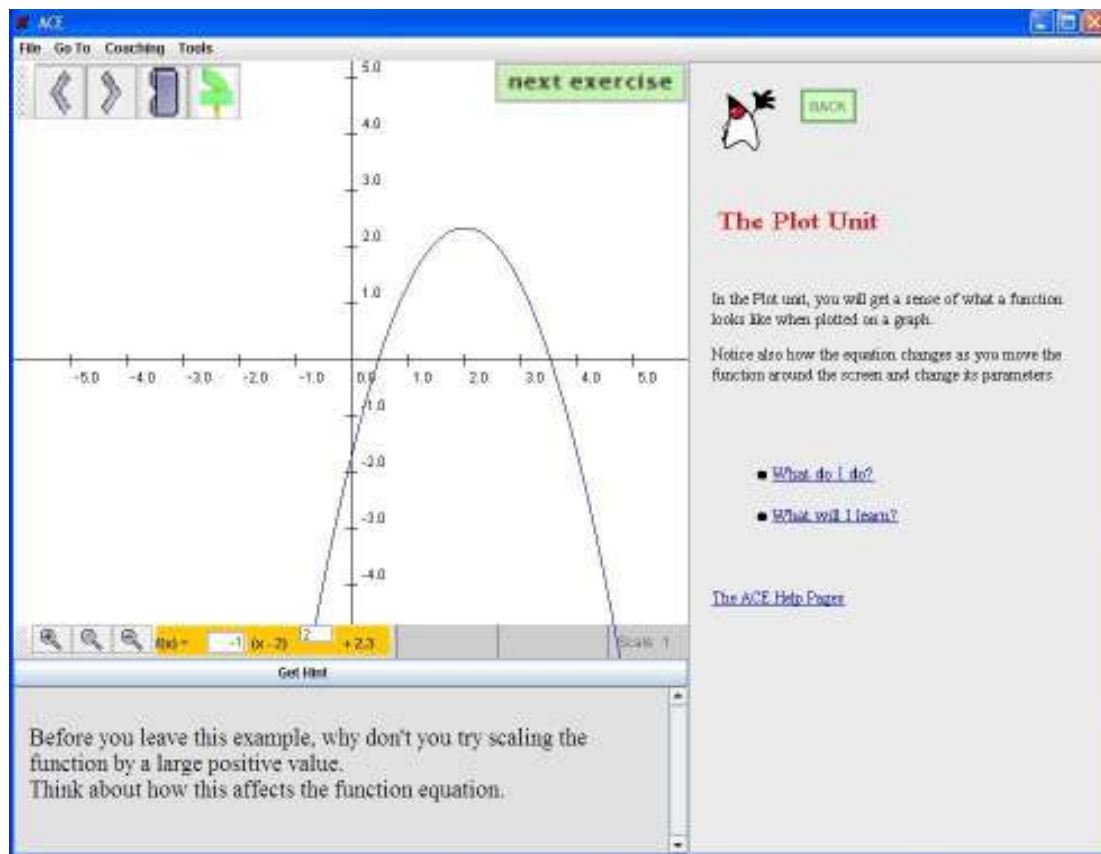 ACE
File Go To Coaching Tools
next exercise
BACK
The Plot Unit
In the Plot unit, you will get a sense of what a function
looks like when plotted on a graph.
Notice also how the equation changes as you move the
function around the screen and change its parameters
What do I do?
What will I learn?
The ACE Help Pages
5.0
4.0
3.0
2.0
1.0
-5.0 -4.0 -3.0 -2.0 -1.0 0.0 1.0 2.0 3.0 4.0 5.0
-1.0
-2.0
-3.0
-4.0
f(x) = -1 (x - 2) 2 + 2.3 Scale 1
Get Hint
Before you leave this example, why don't you try scaling the
function by a large positive value.
Think about how this affects the function equation.